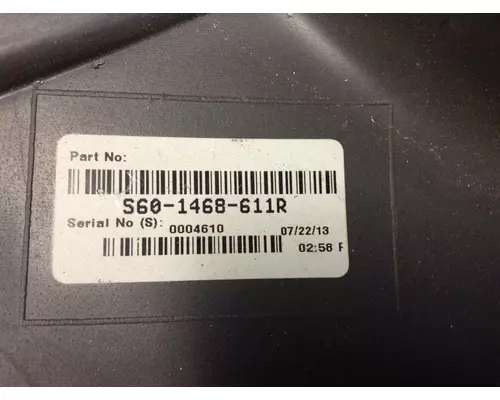 Part No:
S60-1468-611R
Serial No (S): 0004610 07/22/13
02:58 F